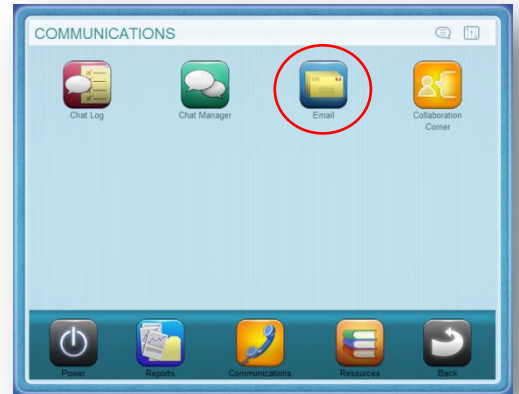 COMMUNICATIONS
Chat Log
Chat Manager
Email
Collaboration
Corner
Power
Reports
Communications
Resources
Back